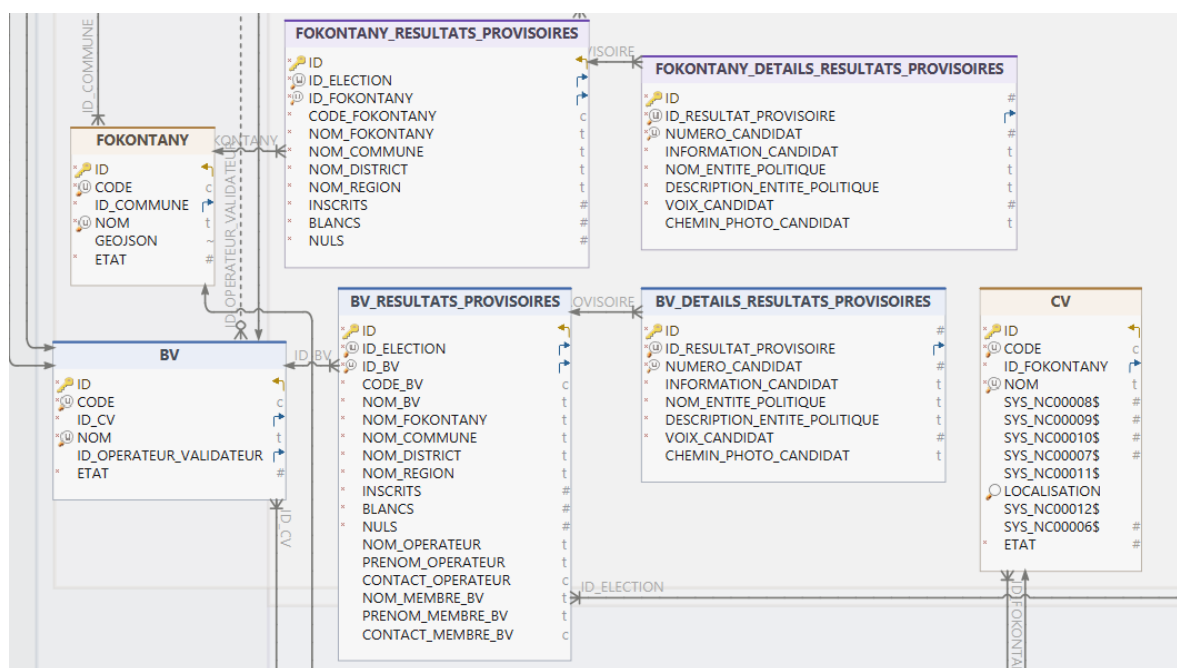 FOKONTANY_RESULTATS_PROVISOIRES
ID
ID_ELECTION
ID_FOKONTANY
CODE_FOKONTANY
c
NOM_FOKONTANY
t
NOM_COMMUNE
t
NOM_DISTRICT
t
NOM_REGION
t
INSCRITS
#
BLANCS
#
NULS
#
VISOIRE
FOKONTANY_DETAILS_RESULTATS_PROVISOIRES
ID
#
ID_RESULTAT_PROVISOIRE
NUMERO_CANDIDAT
#
INFORMATION_CANDIDAT
t
NOM_ENTITE_POLITIQUE
t
DESCRIPTION_ENTITE_POLITIQUE
t
VOIX_CANDIDAT
#
CHEMIN_PHOTO_CANDIDAT
t
ID_COMMUNE
FOKONTANY
ID
CODE
c
ID_COMMUNE
NOM
t
GEOJSON
~
ETAT
#
KONTANY
ID_OPERATEUR_VALIDATEUR
BV
ID
CODE
c
ID_CV
NOM
t
ID_OPERATEUR_VALIDATEUR
ETAT
#
ID_BV
ID_CV
BV_RESULTATS_PROVISOIRES
ID
ID_ELECTION
ID_BV
CODE_BV
c
NOM_BV
t
NOM_FOKONTANY
t
NOM_COMMUNE
t
NOM_DISTRICT
t
NOM_REGION
t
INSCRITS
#
BLANCS
#
NULS
#
NOM_OPERATEUR
t
PRENOM_OPERATEUR
t
CONTACT_OPERATEUR
c
NOM_MEMBRE_BV
t
PRENOM_MEMBRE_BV
t
CONTACT_MEMBRE_BV
c
OVISOIRE
BV_DETAILS_RESULTATS_PROVISOIRES
ID
#
ID_RESULTAT_PROVISOIRE
NUMERO_CANDIDAT
#
INFORMATION_CANDIDAT
t
NOM_ENTITE_POLITIQUE
t
DESCRIPTION_ENTITE_POLITIQUE
t
VOIX_CANDIDAT
#
CHEMIN_PHOTO_CANDIDAT
t
ID_ELECTION
CV
ID
CODE
c
ID_FOKONTANY
NOM
t
SYS_NC00008$
#
SYS_NC00009$
#
SYS_NC00010$
#
SYS_NC00007$
#
SYS_NC00011$
LOCALISATION
SYS_NC00012$
SYS_NC00006$
#
ETAT
#
ID_FOKONTA